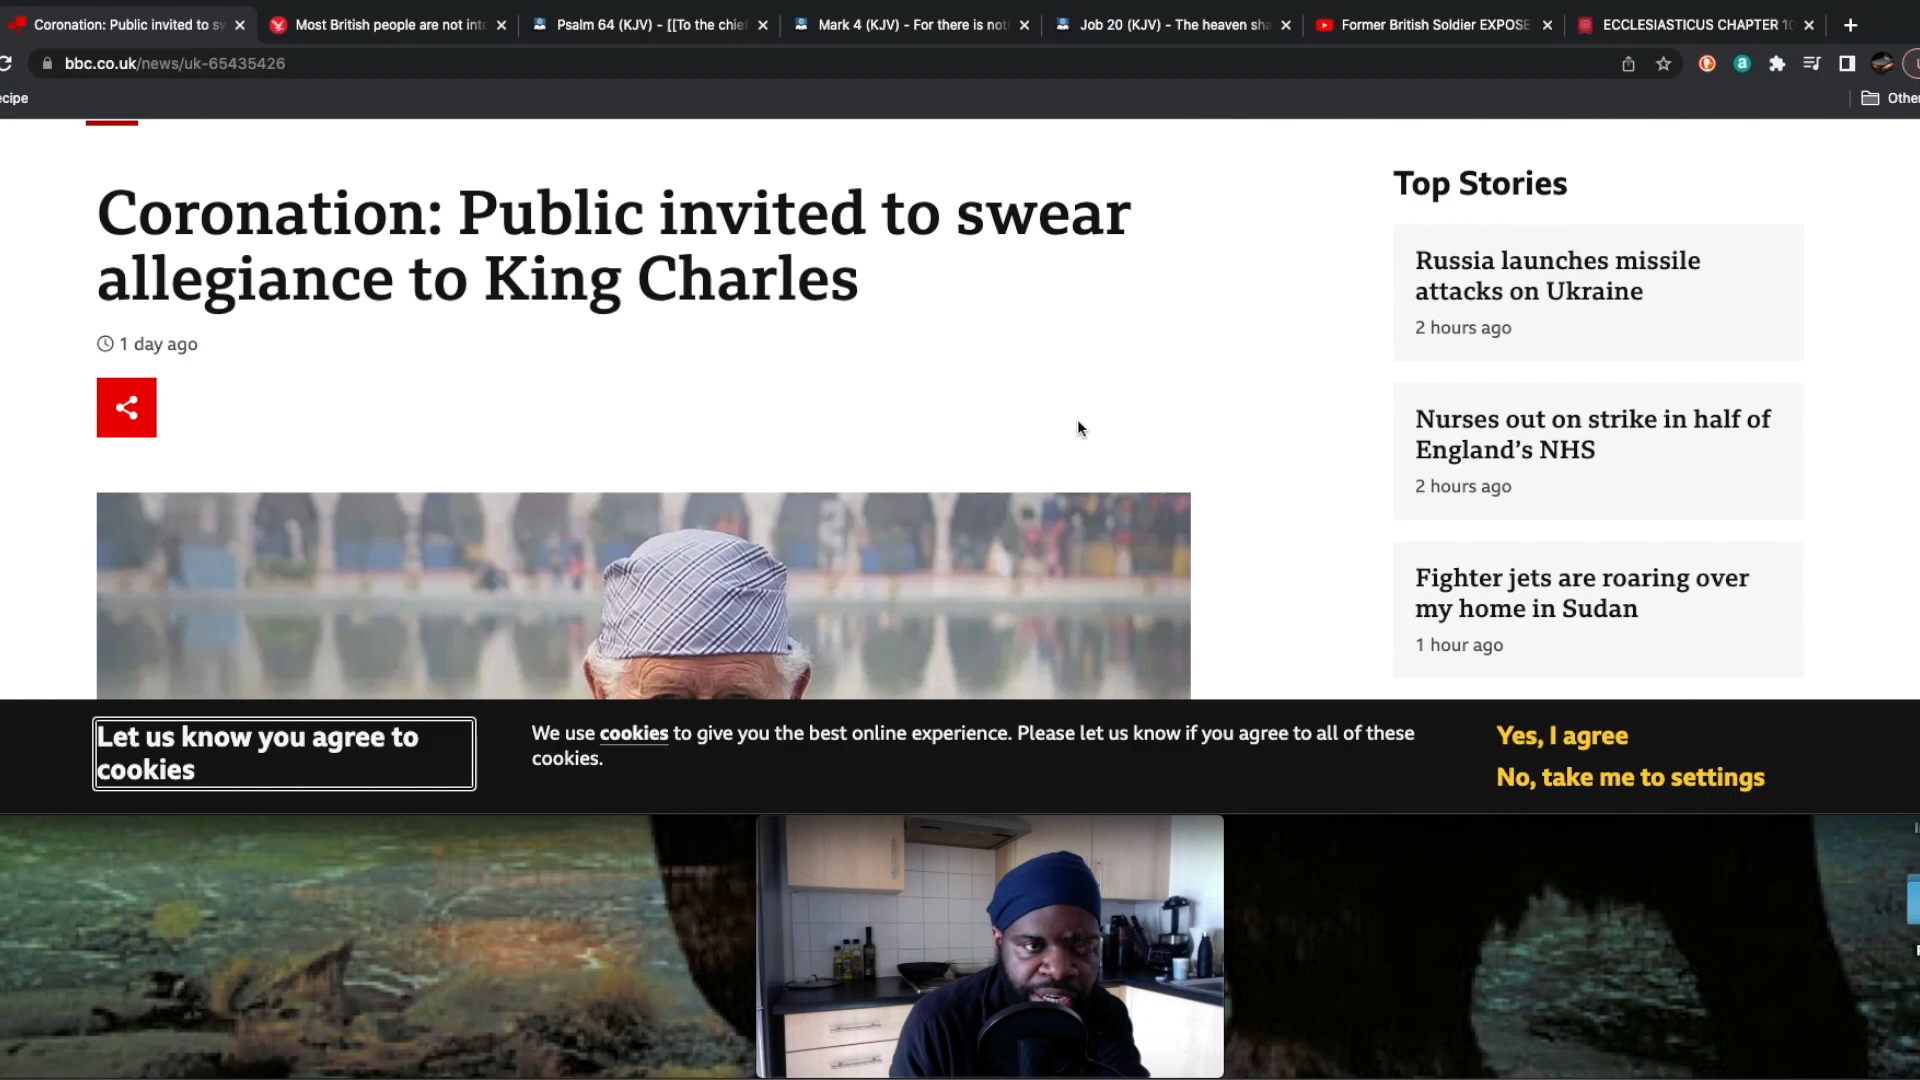 Coronation: Public invited to sw
Most British people are not int
Psalm 64 (KJV) - [[To the chief
Mark 4 (KJV) - For there is not
Job 20 (KJV) - The heaven sha
Former British Soldier EXPOSE
ECCLESIASTICUS CHAPTER 10
bbc.co.uk/news/uk-65435426
ecipe
Other
Coronation: Public invited to swear
allegiance to King Charles
1 day ago
Top Stories
Russia launches missile
attacks on Ukraine
2 hours ago
Nurses out on strike in half of
England's NHS
2 hours ago
Fighter jets are roaring over
my home in Sudan
1 hour ago
Let us know you agree to
cookies
We use cookies to give you the best online experience. Please let us know if you agree to all of these
cookies.
Yes, I agree
No, take me to settings